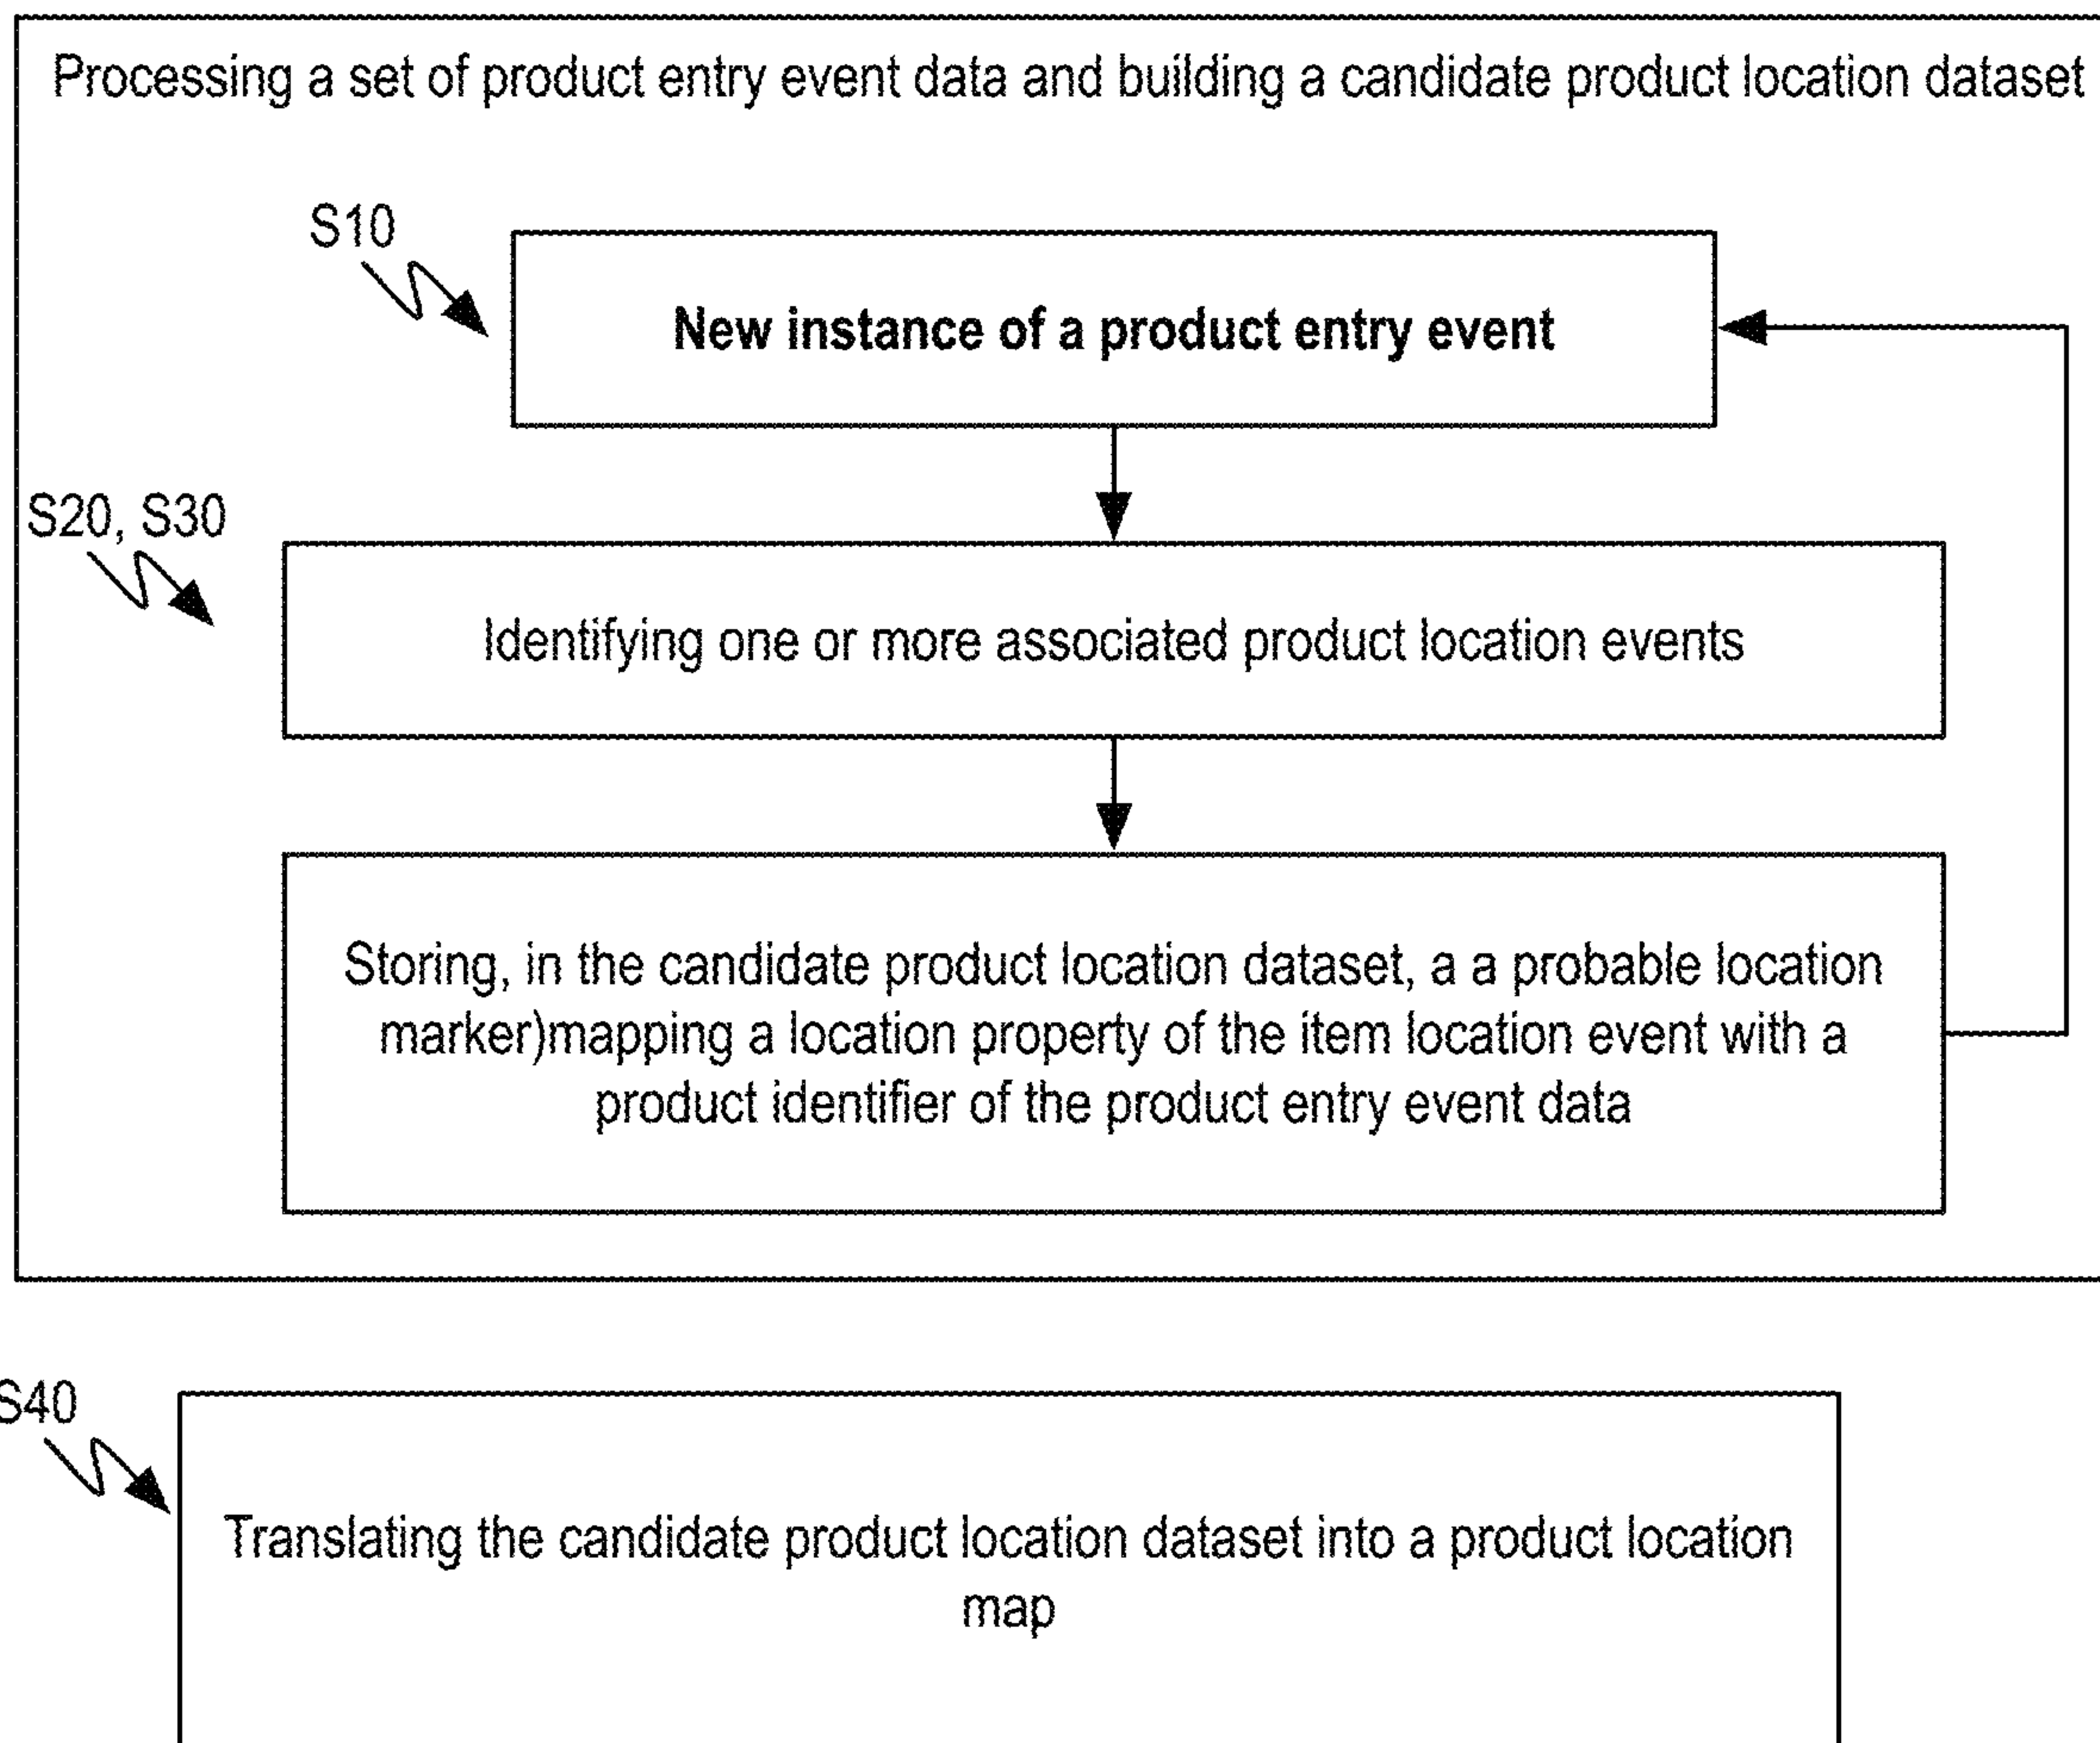 Processing a set of product entry event data and building a candidate product location dataset
S10
New instance of a product entry event
S20, S30
Identifying one or more associated product location events
Storing, in the candidate product location dataset, a a probable location
marker)mapping a location property of the item location event with a
product identifier of the product entry event data
S40
Translating the candidate product location dataset into a product location
map